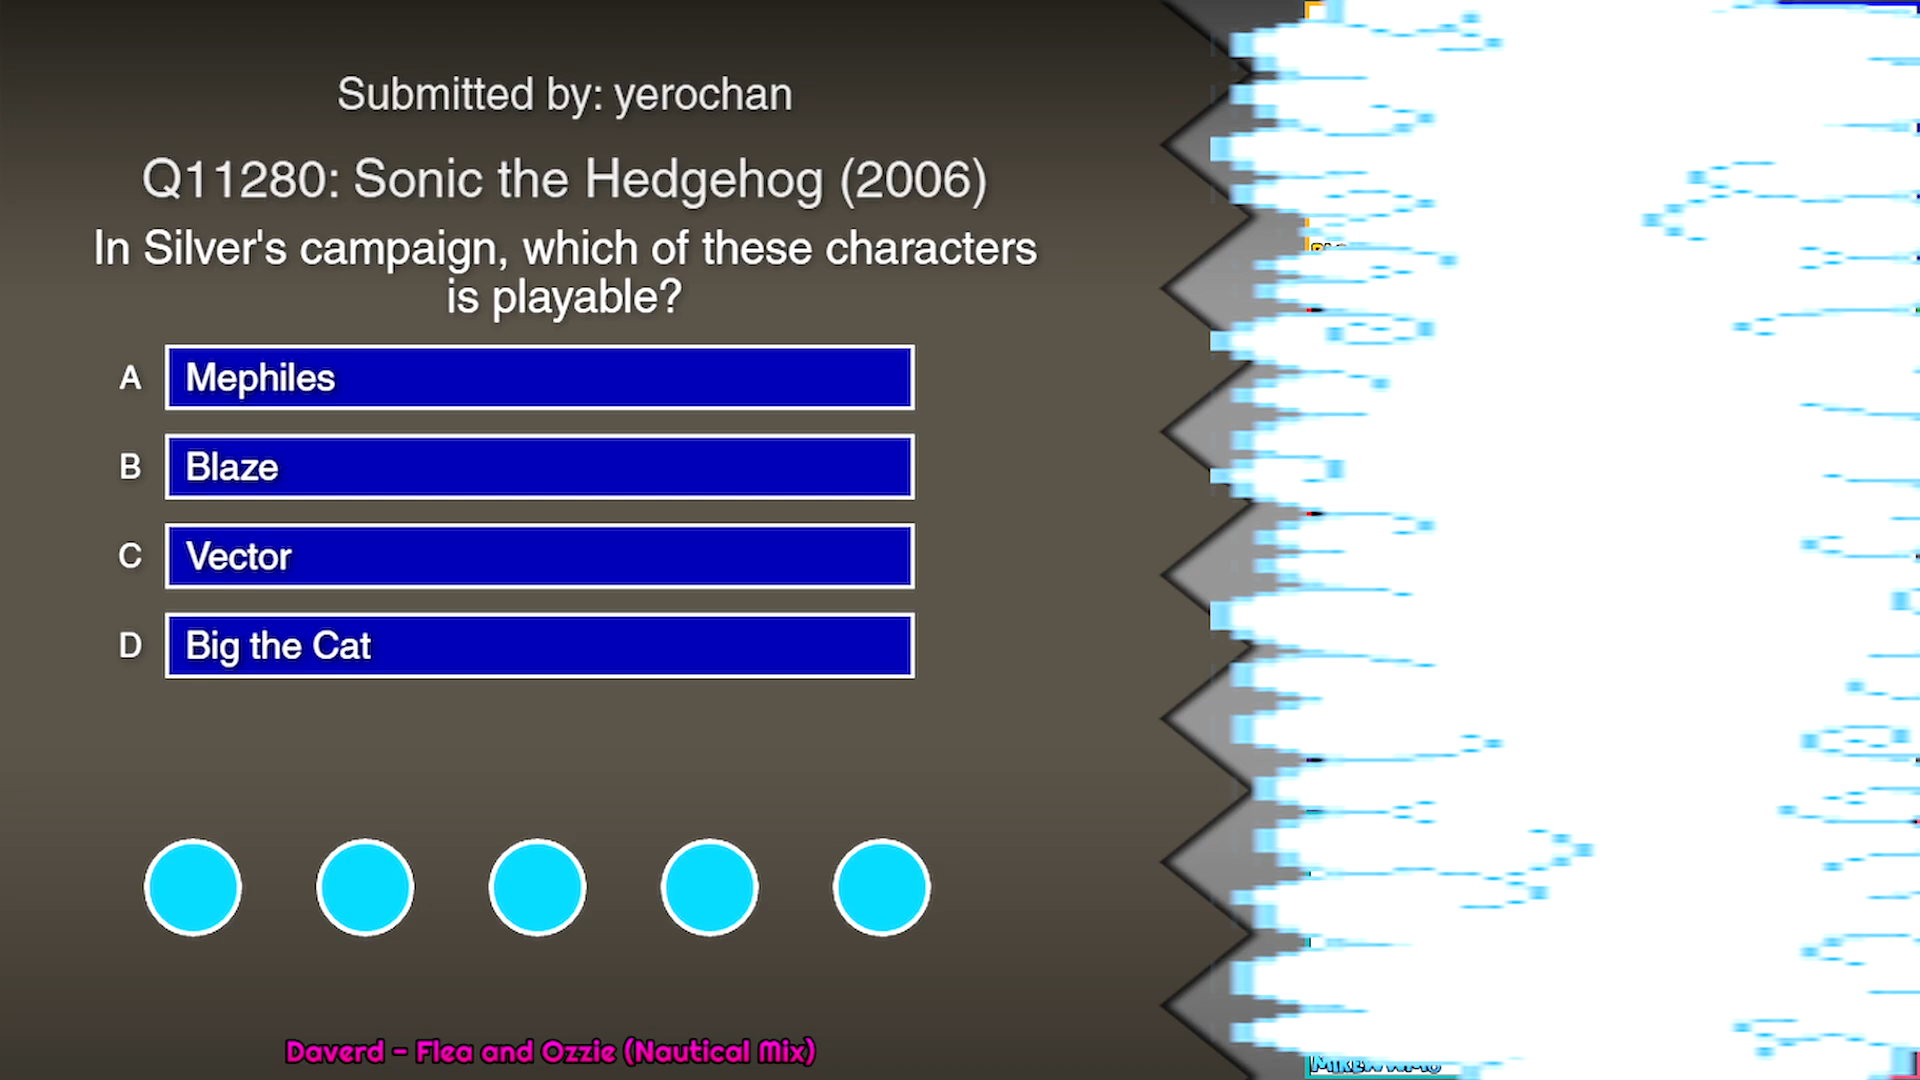 Submitted by: yerochan
Q11280: Sonic the Hedgehog (2006)
In Silver's campaign, which of these characters
is playable?
A Mephiles
B Blaze
C Vector
D Big the Cat
Daverd - Flea and Ozzie (Nautical Mix)